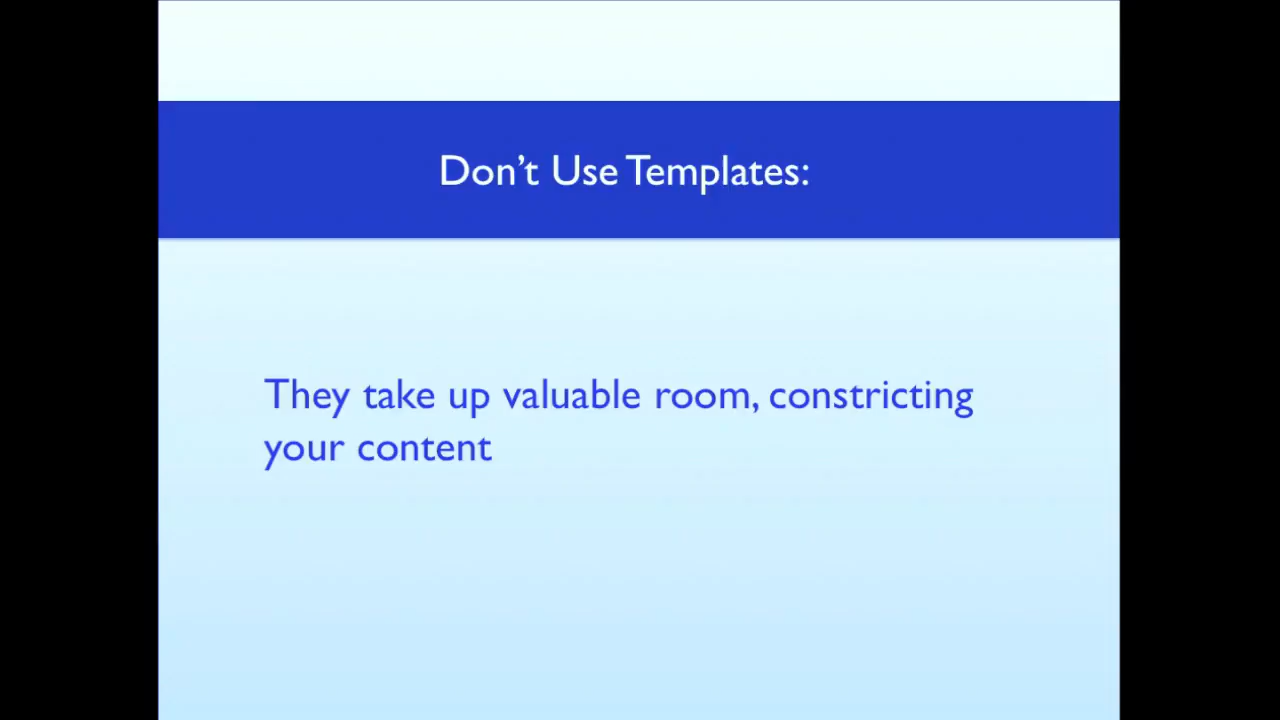 Don’t Use Templates:
They take up valuable room, constricting
your content